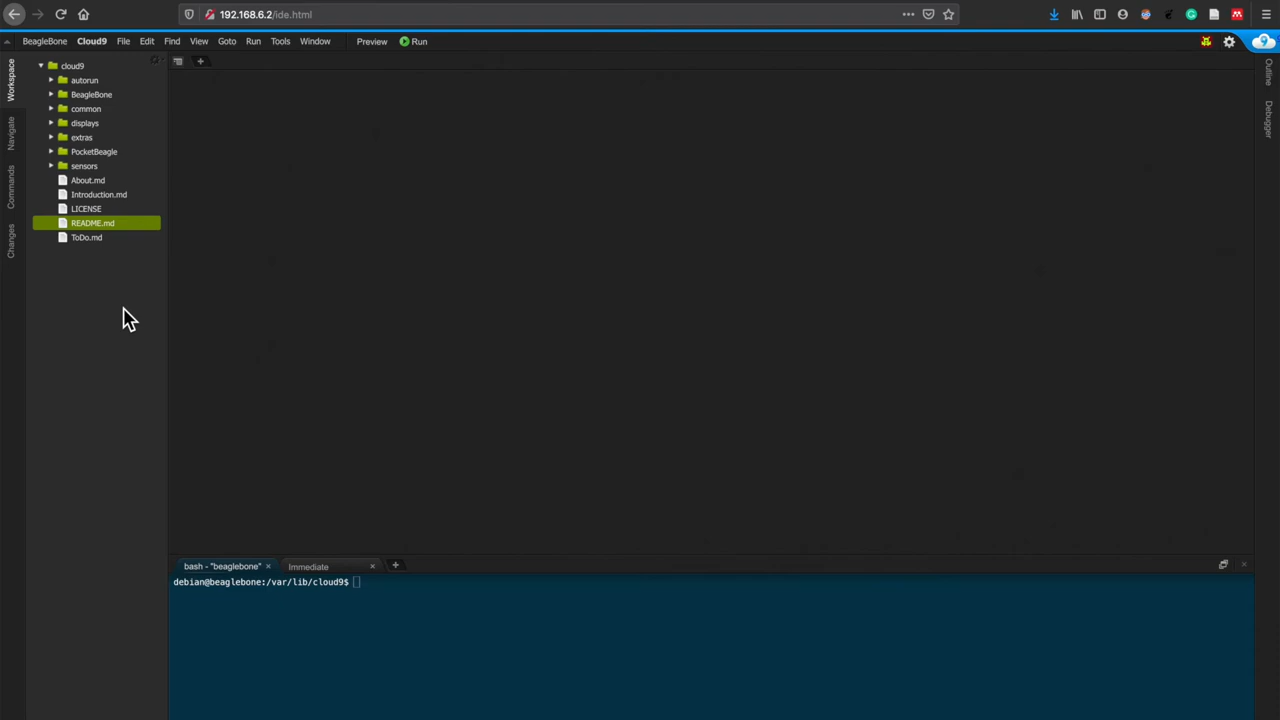 192.168.6.2/ide.html
BeagleBone Cloud9 File Edit Find View Goto Run Tools Window Preview Run
Workspace
Navigate
Commands
Changes
cloud9
autorun
BeagleBone
common
displays
extras
PocketBeagle
sensors
About.md
Introduction.md
LICENSE
README.md
ToDo.md
Outline
Debugger
bash - "beaglebone" Immediate
debian@beaglebone:/var/lib/cloud9$